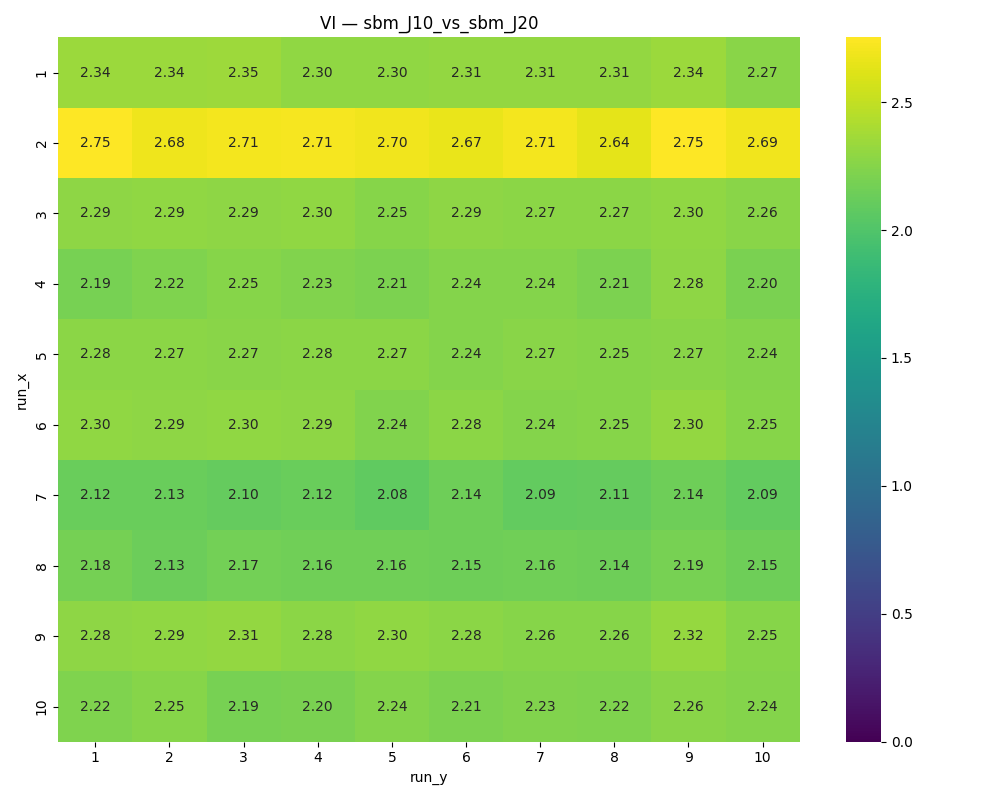 VI — sbm_J10_vs_sbm_J20
1 2.34 2.34 2.35 2.30 2.30 2.31 2.31 2.31 2.34 2.27
2 2.75 2.68 2.71 2.71 2.70 2.67 2.71 2.64 2.75 2.69
3 2.29 2.29 2.29 2.30 2.25 2.29 2.27 2.27 2.30 2.26
4 2.19 2.22 2.25 2.23 2.21 2.24 2.24 2.21 2.28 2.20
5 2.28 2.27 2.27 2.28 2.27 2.24 2.27 2.25 2.27 2.24
6 2.30 2.29 2.30 2.29 2.24 2.28 2.24 2.25 2.30 2.25
7 2.12 2.13 2.10 2.12 2.08 2.14 2.09 2.11 2.14 2.09
8 2.18 2.13 2.17 2.16 2.16 2.15 2.16 2.14 2.19 2.15
9 2.28 2.29 2.31 2.28 2.30 2.28 2.26 2.26 2.32 2.25
10 2.22 2.25 2.19 2.20 2.24 2.21 2.23 2.22 2.26 2.24
1 2 3 4 5 6 7 8 9 10
run_x
run_y
2.5
2.0
1.5
1.0
0.5
0.0